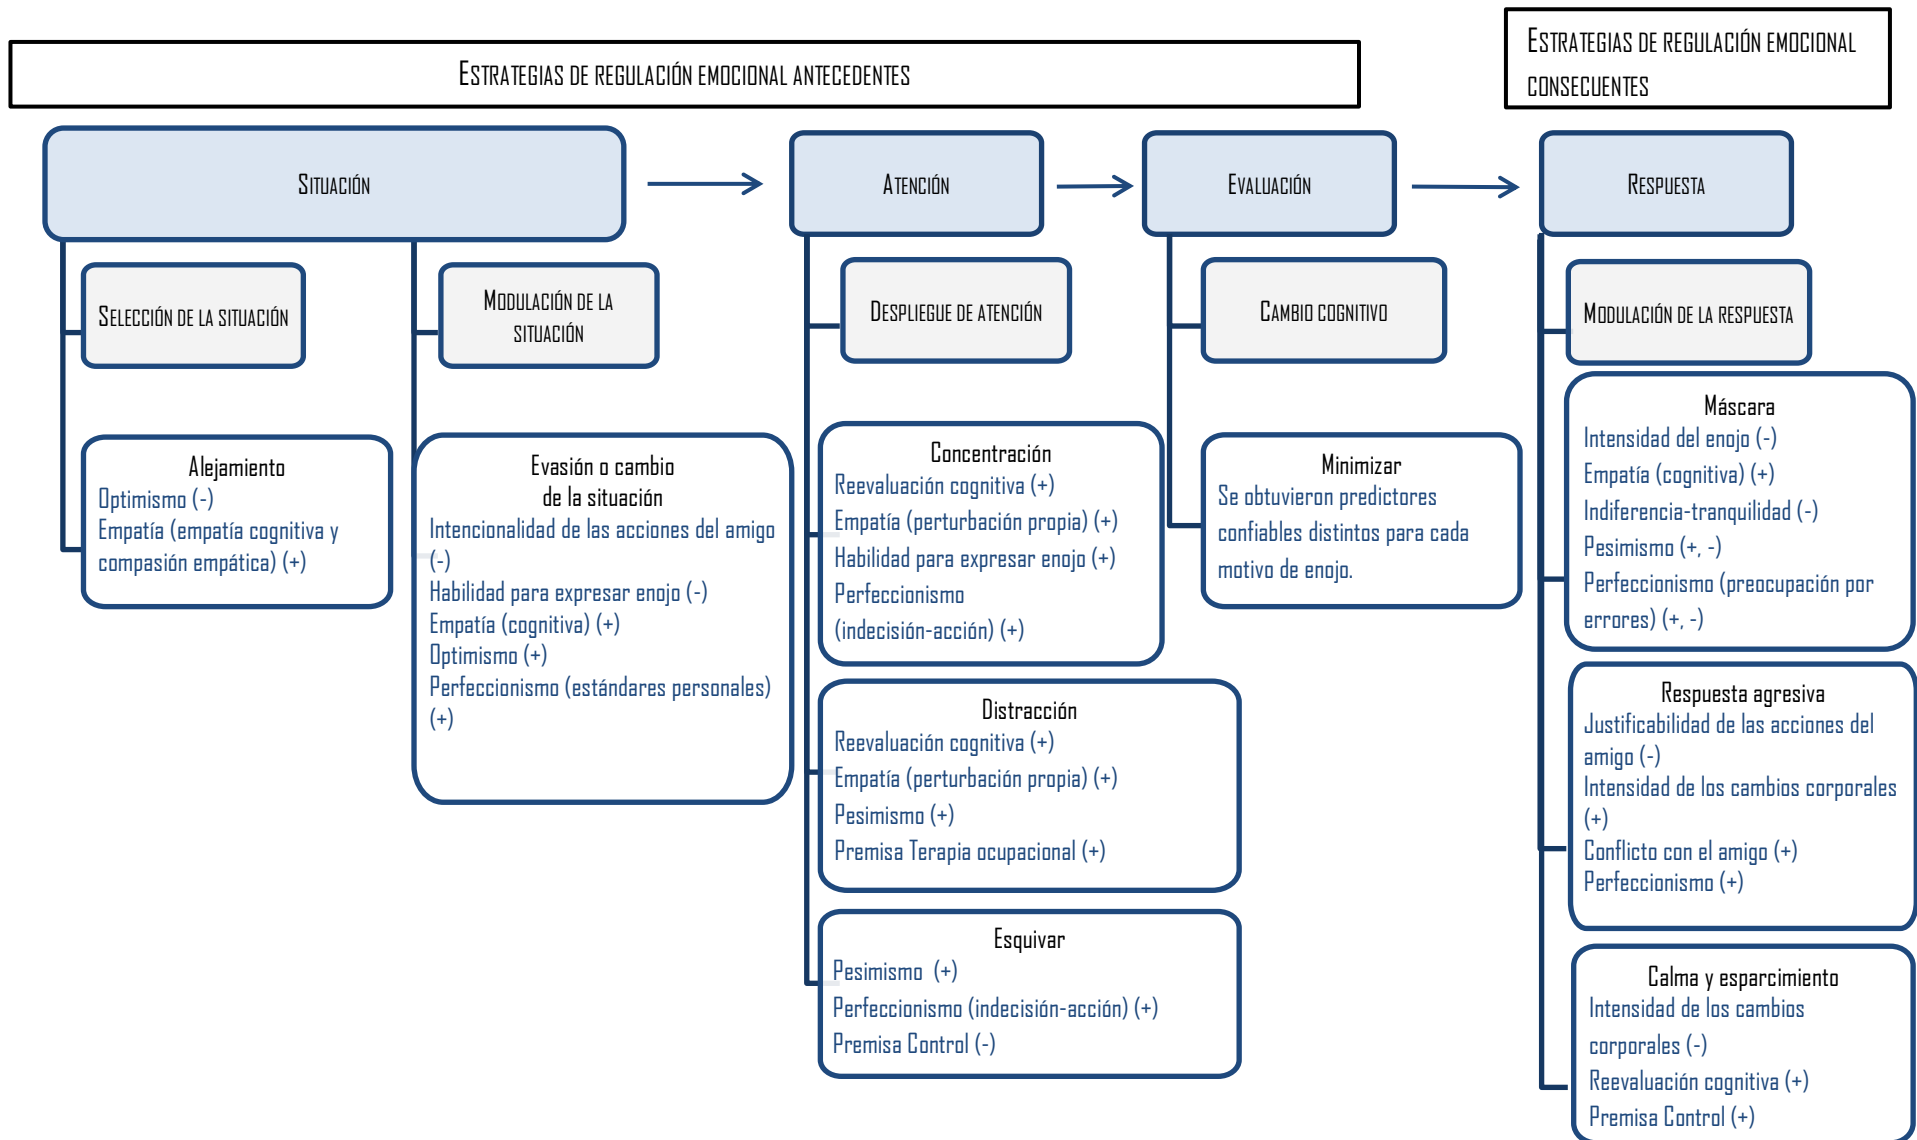 ESTRATEGIAS DE REGULACIÓN EMOCIONAL ANTECEDENTES
ESTRATEGIAS DE REGULACIÓN EMOCIONAL
CONSECUENTES
SITUACIÓN
ATENCIÓN
EVALUACIÓN
RESPUESTA
SELECCIÓN DE LA SITUACIÓN
MODULACIÓN DE LA
SITUACIÓN
DESPLIEGUE DE ATENCIÓN
CAMBIO COGNITIVO
MODULACIÓN DE LA RESPUESTA
Alejamiento
Optimismo (-)
Empatía (empatía cognitiva y
compasión empática) (+)
Evasión o cambio
de la situación
Intencionalidad de las acciones del amigo
(-)
Habilidad para expresar enojo (-)
Empatía (cognitiva) (+)
Optimismo (+)
Perfeccionismo (estándares personales)
(+)
Concentración
Reevaluación cognitiva (+)
Empatía (perturbación propia) (+)
Habilidad para expresar enojo (+)
Perfeccionismo
(indecisión-acción) (+)
Distracción
Reevaluación cognitiva (+)
Empatía (perturbación propia) (+)
Pesimismo (+)
Premisa Terapia ocupacional (+)
Esquivar
Pesimismo (+)
Perfeccionismo (indecisión-acción) (+)
Premisa Control (-)
Minimizar
Se obtuvieron predictores
confiables distintos para cada
motivo de enojo.
Máscara
Intensidad del enojo (-)
Empatía (cognitiva) (+)
Indiferencia-tranquilidad (-)
Pesimismo (+, -)
Perfeccionismo (preocupación por
errores) (+, -)
Respuesta agresiva
Justificabilidad de las acciones del
amigo (-)
Intensidad de los cambios corporales
(+)
Conflicto con el amigo (+)
Perfeccionismo (+)
Calma y esparcimiento
Intensidad de los cambios
corporales (-)
Reevaluación cognitiva (+)
Premisa Control (+)